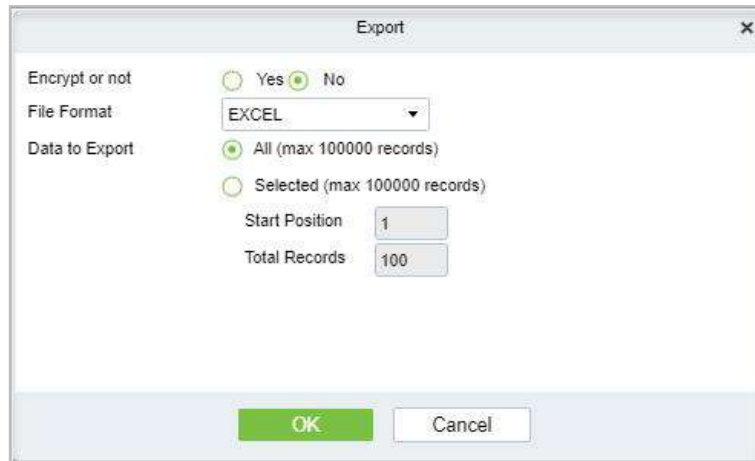 Export
Encrypt or not Yes No
File Format EXCEL
Data to Export All (max 100000 records)
Selected (max 100000 records)
Start Position 1
Total Records 100
OK Cancel